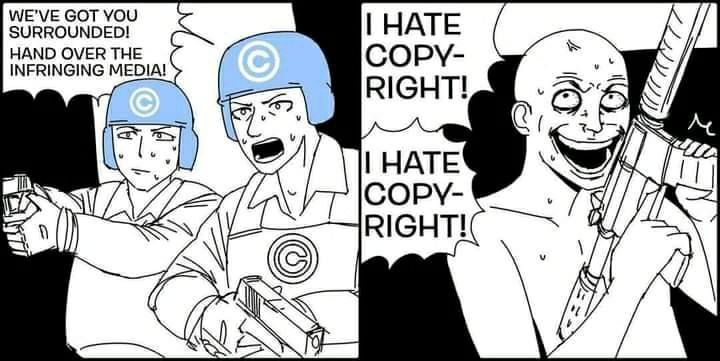 WE'VE GOT YOU
SURROUNDED!
HAND OVER THE
INFRINGING MEDIA!
©
©
©
I HATE
COPY-
RIGHT!
I HATE
COPY-
RIGHT!